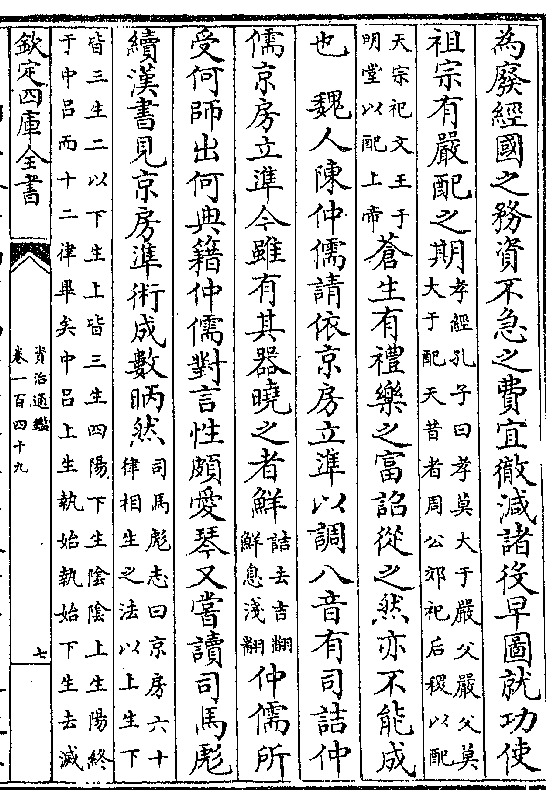 為廢經國之務資不急之費宜徹減諸役早圖就功使
祖宗有嚴配之期
孝經孔子曰孝莫大于嚴父嚴父莫
大于配天昔者周公郊祀后稷以配
天宗祀文王于
明堂以配上帝
蒼生有禮樂之富詔從之然亦不能成
也　魏人陳仲儒請依京房立準以調八音有司詰仲
儒京房立準今雖有其器曉之者鮮
詰去吉翻
鮮息淺翻
仲儒所
受何師出何典籍仲儒對言性頗愛琴又嘗讀司馬彪
續漢書見京房準術成數昞然
司馬彪志曰京房六十
律相生之法以上生下
皆三生二以下生上皆三生四陽下生陰陰上生陽終
于中呂而十二律畢矣中呂上生執始執始下生去滅
欽定四庫全書
資治通鑑
卷一百四十九
七